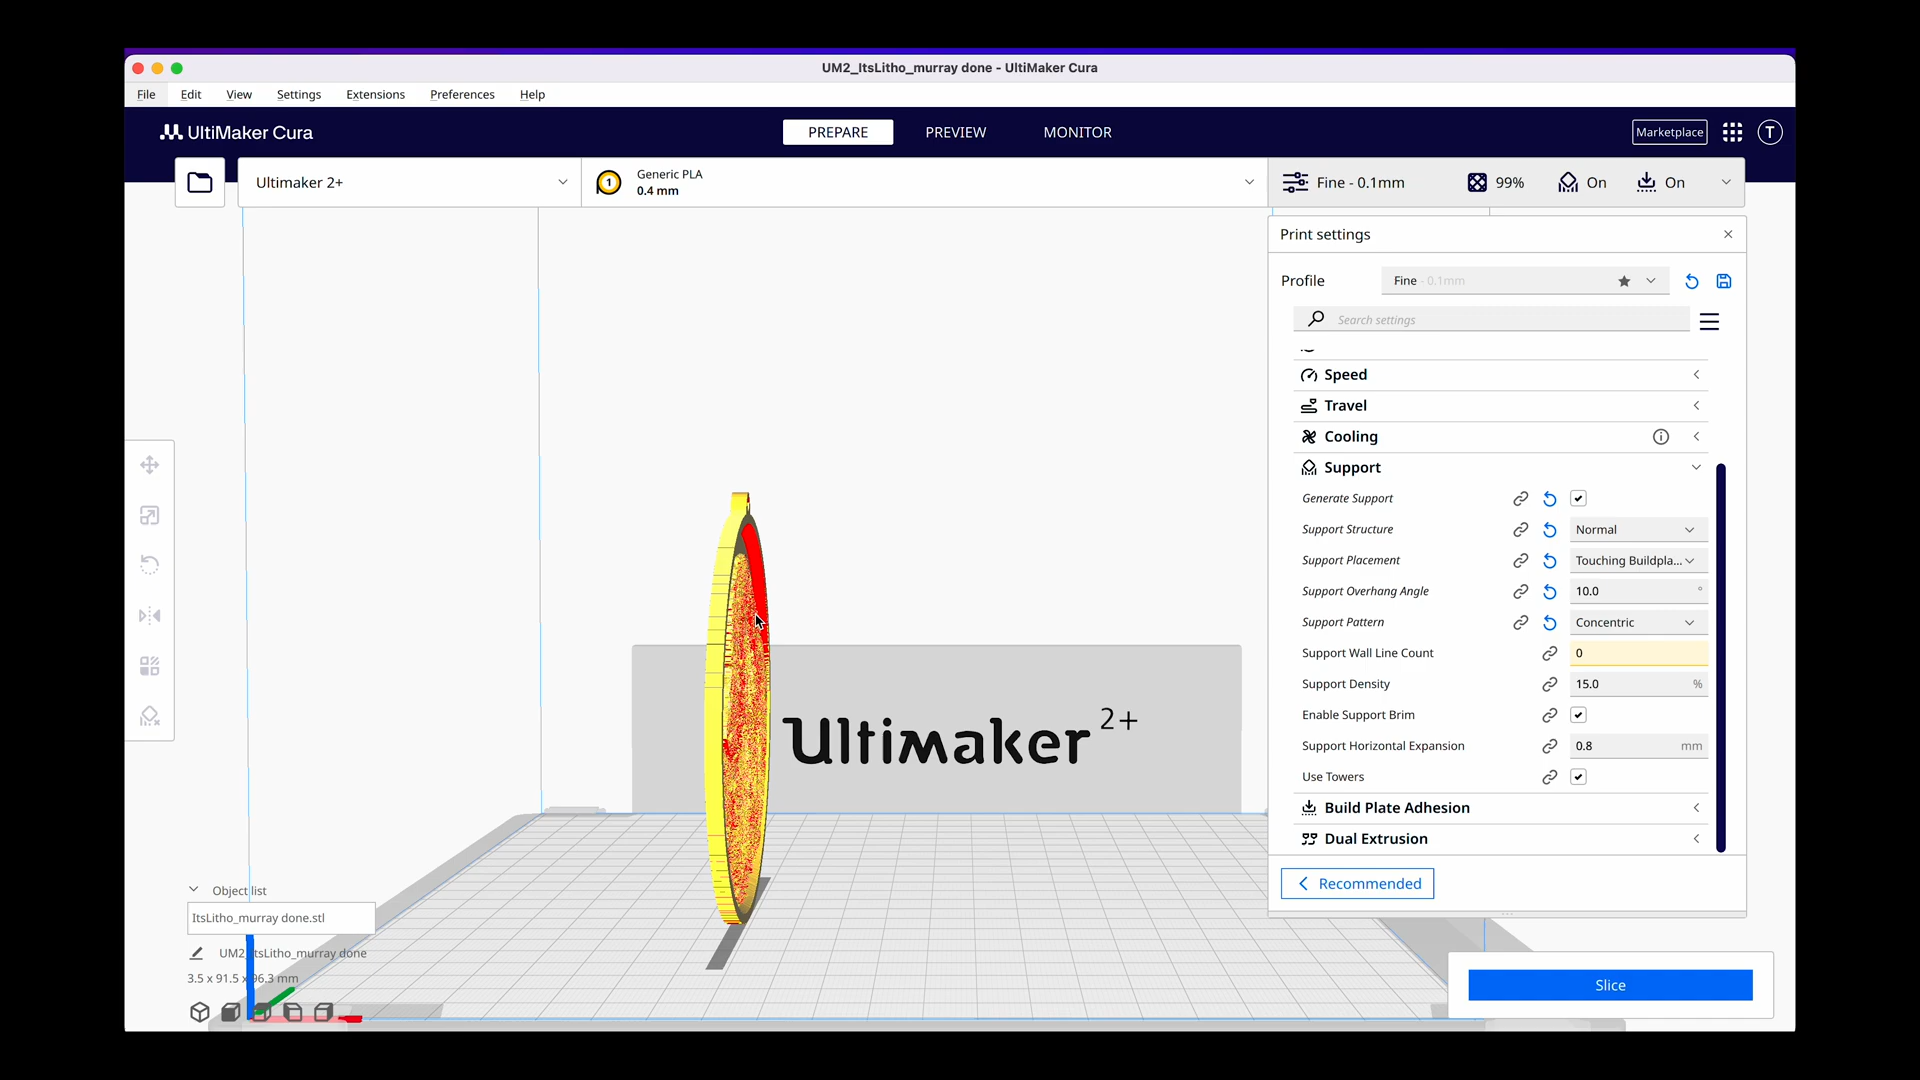 UM2_ItsLitho_murray done - UltiMaker Cura
File Edit View Settings Extensions Preferences Help
UltiMaker Cura
PREPARE PREVIEW MONITOR
Marketplace
T
Ultimaker 2+
1
Generic PLA
0.4 mm
Fine - 0.1mm
99%
On
On
Print settings
Profile
Fine - 0.1mm
Search settings
Speed
Travel
Cooling
Support
Generate Support
Support Structure Normal
Support Placement Touching Buildpla...
Support Overhang Angle 10.0 °
Support Pattern Concentric
Support Wall Line Count 0
Support Density 15.0 %
Enable Support Brim
Support Horizontal Expansion 0.8 mm
Use Towers
Build Plate Adhesion
Dual Extrusion
Recommended
Ultimaker 2+
Object list
ItsLitho_murray done.stl
UM2_ItsLitho_murray done
3.5 x 91.5 x 96.3 mm
Slice